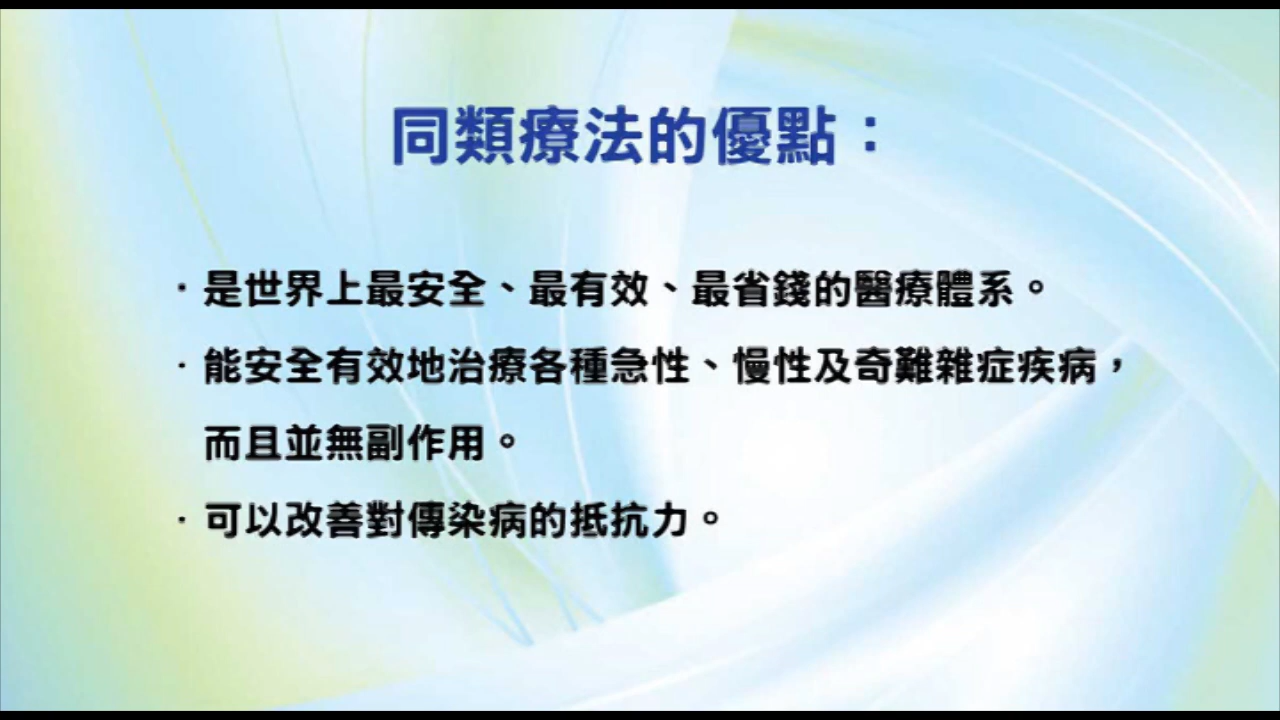 同類療法的優點：
·是世界上最安全、最有效、最省錢的醫療體系。
·能安全有效地治療各種急性、慢性及奇難雜症疾病，
而且並無副作用。
·可以改善對傳染病的抵抗力。